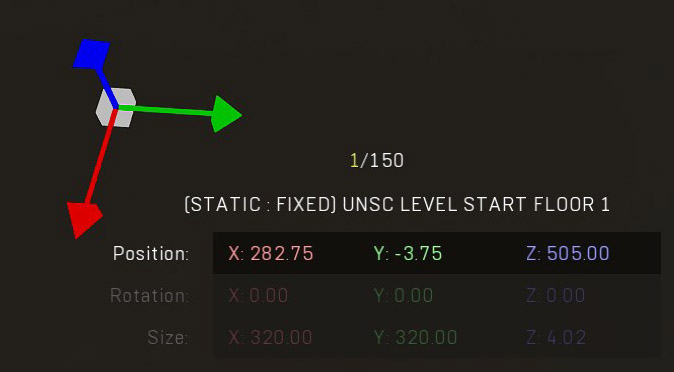 1/150
(STATIC : FIXED) UNSC LEVEL START FLOOR 1
Position: X: 282.75 Y: -3.75 Z: 505.00
Rotation: X: 0.00 Y: 0.00 Z: 0.00
Size: X: 320.00 Y: 320.00 Z: 4.02